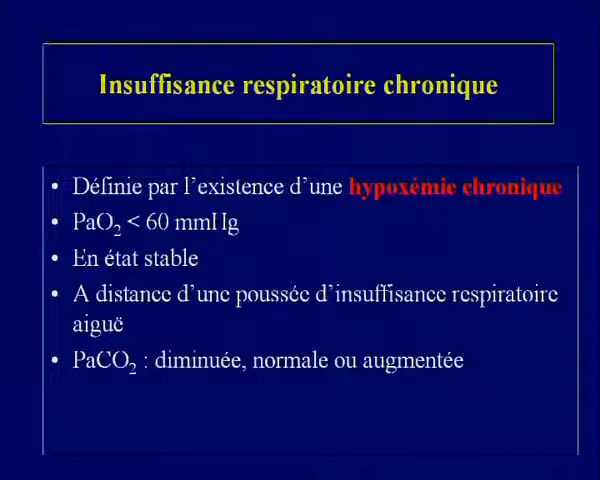 Insuffisance respiratoire chronique
• Définie par l'existence d'une hypoxémie chronique
• PaO₂ < 60 mmHg
• En état stable
• A distance d'une poussée d'insuffisance respiratoire
aiguë
• PaCO₂ : diminuée, normale ou augmentée